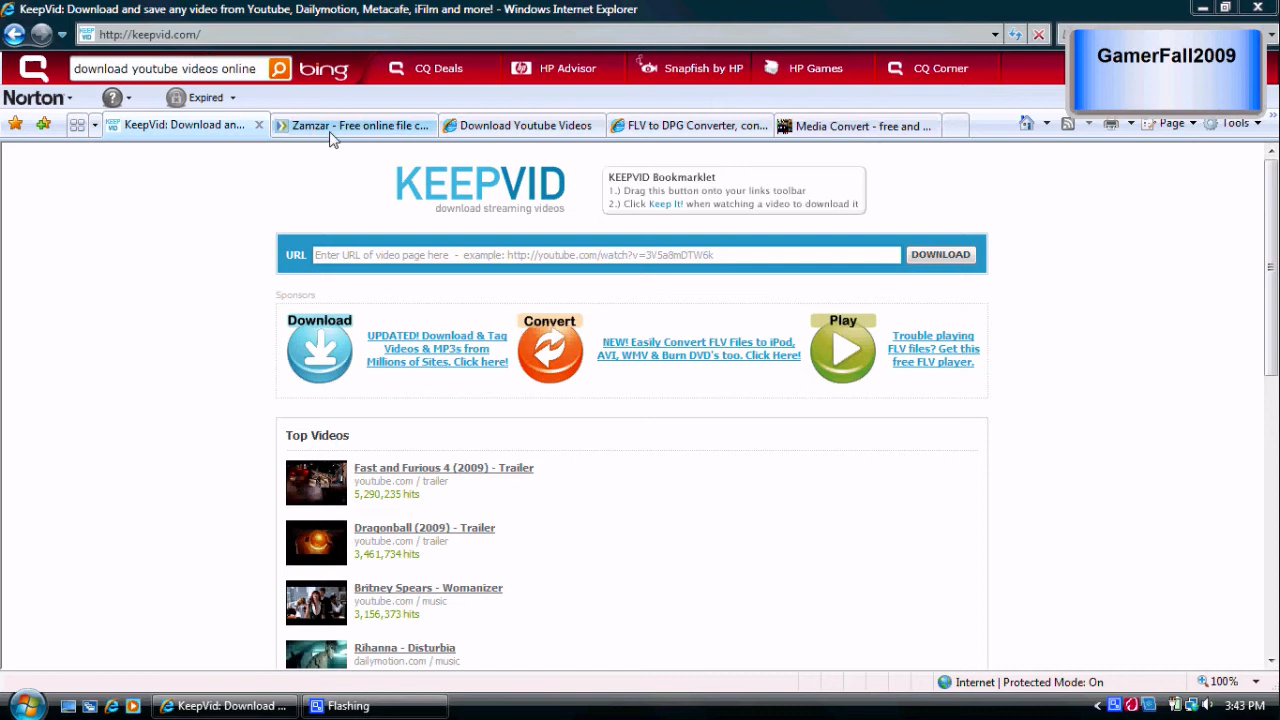 KeepVid: Download and save any video from Youtube, Dailymotion, Metacafe, iFilm and more! - Windows Internet Explorer
http://keepvid.com/
GamerFall2009
download youtube videos online
bing
CQ Deals
HP Advisor
Snapfish by HP
HP Games
CQ Corner
Norton
Expired
KeepVid: Download an...
Zamzar - Free online file c...
Download Youtube Videos
FLV to DPG Converter, con...
Media Convert - free and ...
Page
Tools
KEEPVID
download streaming videos
KEEPVID Bookmarklet
1.) Drag this button onto your links toolbar
2.) Click Keep It! when watching a video to download it
URL
Enter URL of video page here - example: http://youtube.com/watch?v=3V5a8mDTW6k
DOWNLOAD
Sponsors
Download
UPDATED! Download & Tag
Videos & MP3s from
Millions of Sites. Click here!
Convert
NEW! Easily Convert FLV Files to iPod,
AVI, WMV & Burn DVD's too. Click Here!
Play
Trouble playing
FLV files? Get this
free FLV player.
Top Videos
Fast and Furious 4 (2009) - Trailer
youtube.com / trailer
5,290,235 hits
Dragonball (2009) - Trailer
youtube.com / trailer
3,461,734 hits
Britney Spears - Womanizer
youtube.com / music
3,156,373 hits
Rihanna - Disturbia
dailymotion.com / music
Internet | Protected Mode: On
100%
KeepVid: Download ...
Flashing
3:43 PM